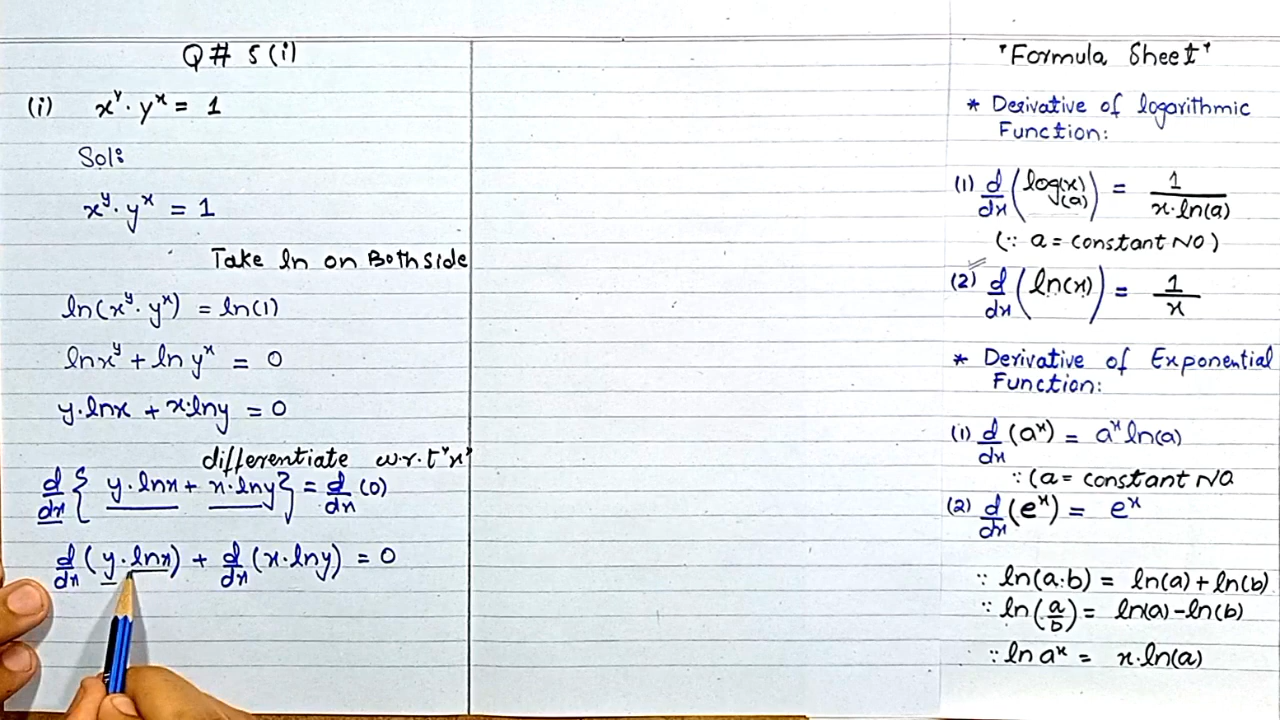 Q # 5 (i)
(i) x^y · y^x = 1
Sol:
x^y · y^x = 1
Take ln on Both side
ln(x^y · y^x) = ln(1)
lnx^y + ln y^x = 0
y·lnx + x·lny = 0
differentiate w.r.t "x"
d/dx { y·lnx + x·lny } = d/dx (0)
d/dx (y·lnx) + d/dx (x·lny) = 0
"Formula Sheet"
* Derivative of logarithmic
Function:
(1) d/dx (log(x) (a)) = 1/(x·ln(a))
(∵ a = constant NO)
(2) d/dx (ln(x)) = 1/x
* Derivative of Exponential
Function:
(1) d/dx (a^x) = a^x ln(a)
∵ (a = constant NO
(2) d/dx (e^x) = e^x
∵ ln(a·b) = ln(a) + ln(b)
∵ ln(a/b) = ln(a) - ln(b)
∵ ln a^x = x·ln(a)